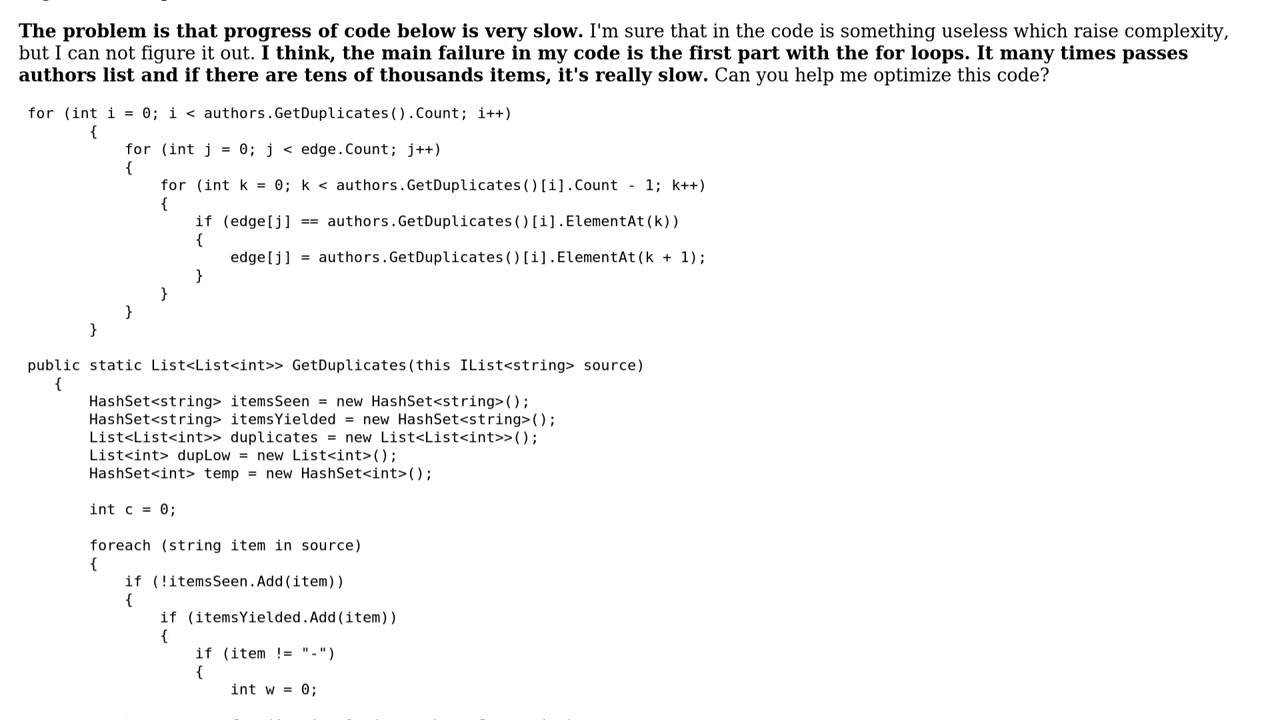 The problem is that progress of code below is very slow. I'm sure that in the code is something useless which raise complexity,
but I can not figure it out. I think, the main failure in my code is the first part with the for loops. It many times passes
authors list and if there are tens of thousands items, it's really slow. Can you help me optimize this code?
for (int i = 0; i < authors.GetDuplicates().Count; i++)
{
for (int j = 0; j < edge.Count; j++)
{
for (int k = 0; k < authors.GetDuplicates()[i].Count - 1; k++)
{
if (edge[j] == authors.GetDuplicates()[i].ElementAt(k))
{
edge[j] = authors.GetDuplicates()[i].ElementAt(k + 1);
}
}
}
}
public static List<List<int>> GetDuplicates(this IList<string> source)
{
HashSet<string> itemsSeen = new HashSet<string>();
HashSet<string> itemsYielded = new HashSet<string>();
List<List<int>> duplicates = new List<List<int>>();
List<int> dupLow = new List<int>();
HashSet<int> temp = new HashSet<int>();
int c = 0;
foreach (string item in source)
{
if (!itemsSeen.Add(item))
{
if (itemsYielded.Add(item))
{
if (item != "-")
{
int w = 0;